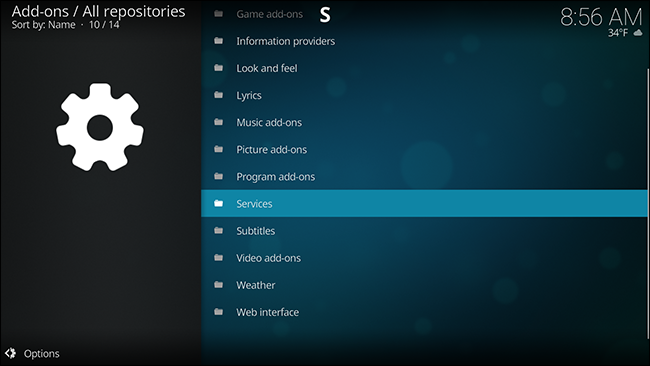 Add-ons / All repositories
Sort by: Name · 10 / 14
S
8:56 AM
34°F
Game add-ons
Information providers
Look and feel
Lyrics
Music add-ons
Picture add-ons
Program add-ons
Services
Subtitles
Video add-ons
Weather
Web interface
Options